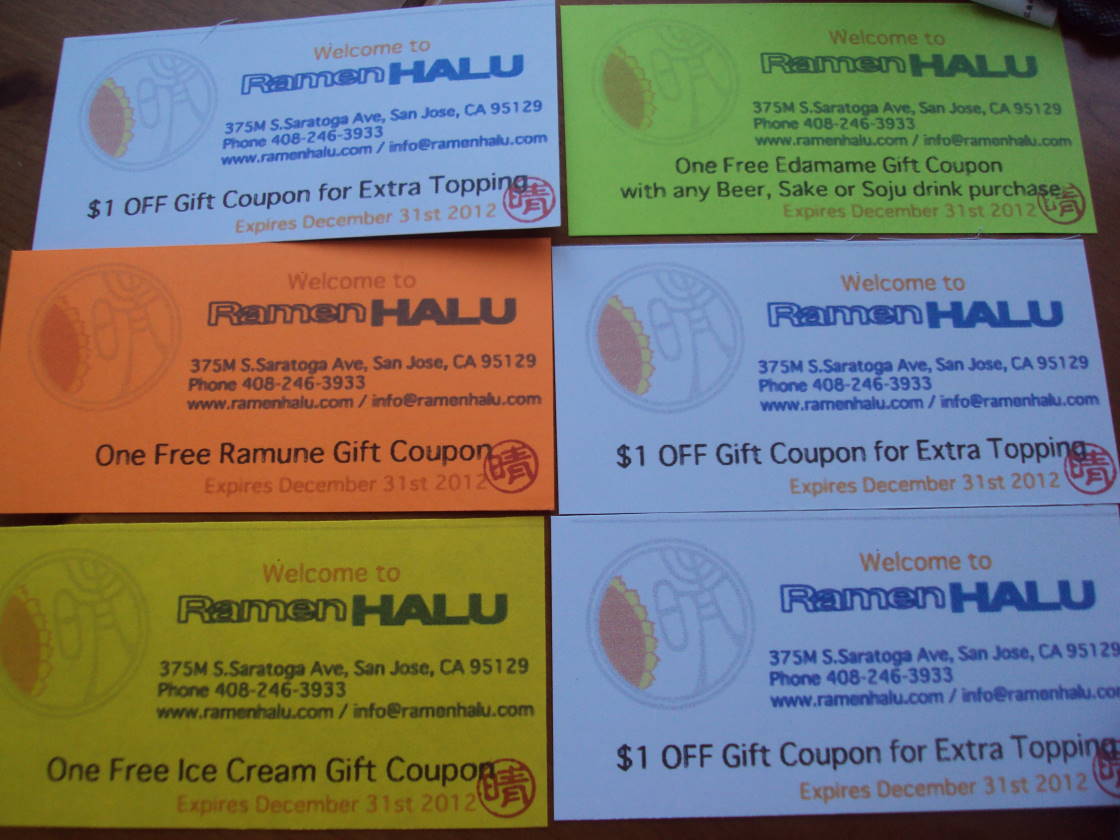 Welcome to
Ramen HALU
375M S.Saratoga Ave, San Jose, CA 95129
Phone 408-246-3933
www.ramenhalu.com / info@ramenhalu.com
$1 OFF Gift Coupon for Extra Topping
Expires December 31st 2012
晴
Welcome to
Ramen HALU
375M S.Saratoga Ave, San Jose, CA 95129
Phone 408-246-3933
www.ramenhalu.com / info@ramenhalu.com
One Free Edamame Gift Coupon
with any Beer, Sake or Soju drink purchase
Expires December 31st 2012
晴
Welcome to
Ramen HALU
375M S.Saratoga Ave, San Jose, CA 95129
Phone 408-246-3933
www.ramenhalu.com / info@ramenhalu.com
One Free Ramune Gift Coupon
Expires December 31st 2012
晴
Welcome to
Ramen HALU
375M S.Saratoga Ave, San Jose, CA 95129
Phone 408-246-3933
www.ramenhalu.com / info@ramenhalu.com
$1 OFF Gift Coupon for Extra Topping
Expires December 31st 2012
晴
Welcome to
Ramen HALU
375M S.Saratoga Ave, San Jose, CA 95129
Phone 408-246-3933
www.ramenhalu.com / info@ramenhalu.com
One Free Ice Cream Gift Coupon
Expires December 31st 2012
晴
Welcome to
Ramen HALU
375M S.Saratoga Ave, San Jose, CA 9512
Phone 408-246-3933
www.ramenhalu.com / info@ramenhalu.co
$1 OFF Gift Coupon for Extra Topping
Expires December 31st 2012
晴